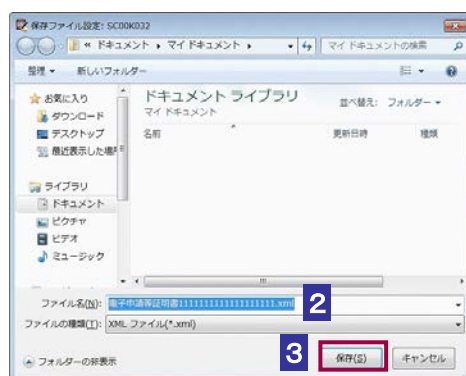 保存ファイル設定: SC00K032
« ドキュメント ▸ マイ ドキュメント ▸
マイ ドキュメントの検索
整理 ▾ 新しいフォルダー
お気に入り
ダウンロード
デスクトップ
最近表示した場
ライブラリ
ドキュメント
ピクチャ
ビデオ
ミュージック
ドキュメント ライブラリ
マイ ドキュメント
並べ替え: フォルダー ▾
名前 更新日時 種類
ファイル名(N): 電子申請等証明書1111111111111111111.xml
2
ファイルの種類(T): XML ファイル(*.xml)
フォルダーの非表示
3
保存(S) キャンセル